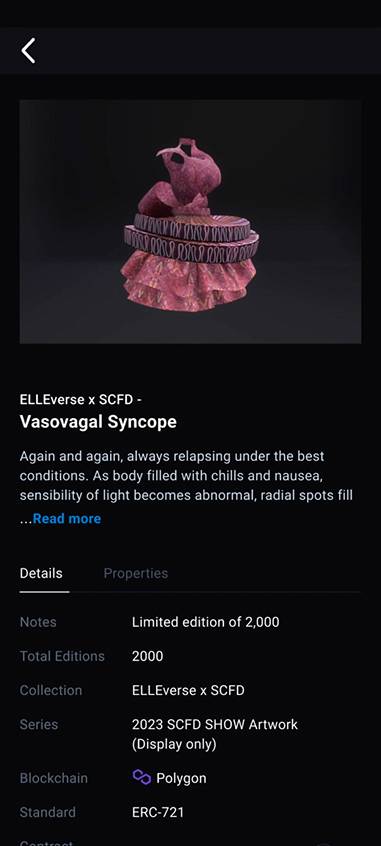 ELLEverse x SCFD -
Vasovagal Syncope
Again and again, always relapsing under the best
conditions. As body filled with chills and nausea,
sensibility of light becomes abnormal, radial spots fill
...Read more
Details Properties
Notes Limited edition of 2,000
Total Editions 2000
Collection ELLEverse x SCFD
Series 2023 SCFD SHOW Artwork
(Display only)
Blockchain Polygon
Standard ERC-721